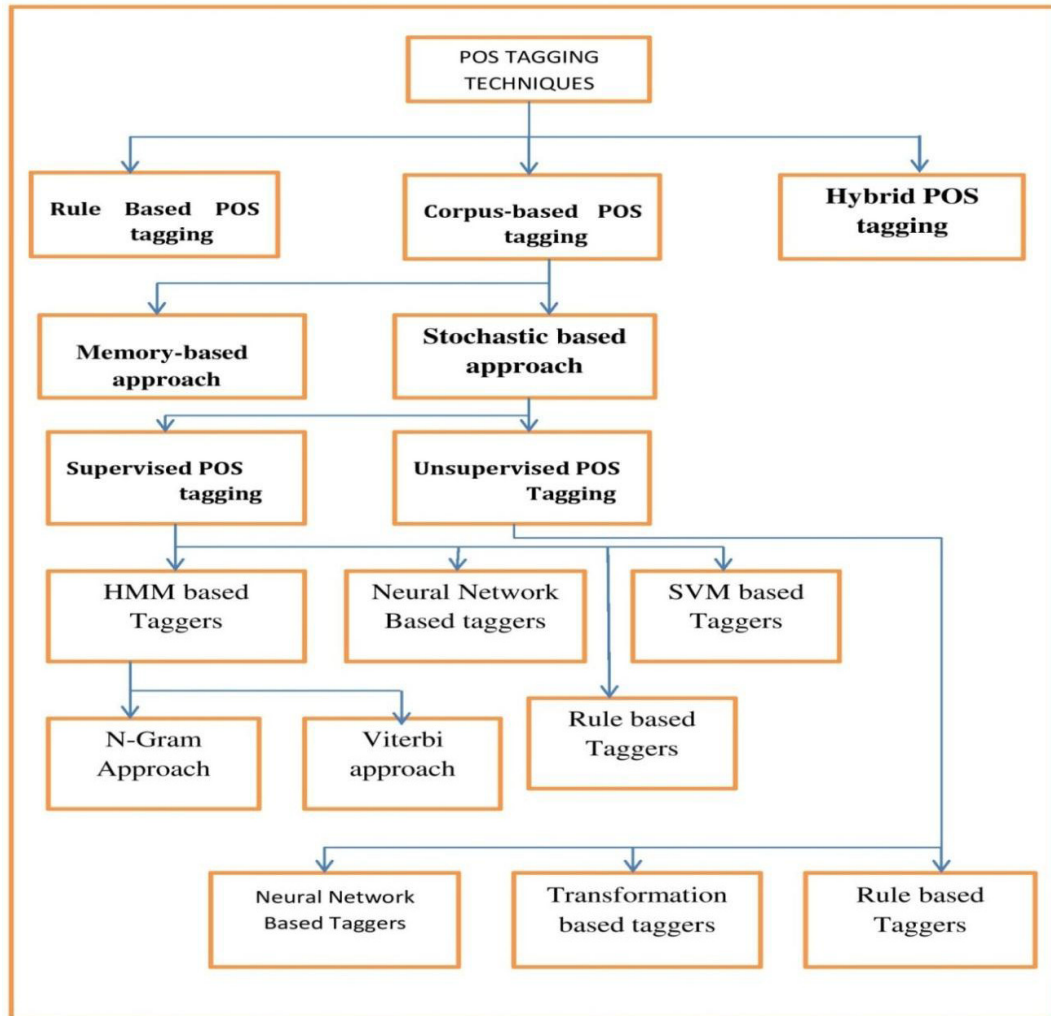 POS TAGGING
TECHNIQUES
Rule Based POS
tagging
Corpus-based POS
tagging
Hybrid POS
tagging
Memory-based
approach
Stochastic based
approach
Supervised POS
tagging
Unsupervised POS
Tagging
HMM based
Taggers
Neural Network
Based taggers
SVM based
Taggers
N-Gram
Approach
Viterbi
approach
Rule based
Taggers
Neural Network
Based Taggers
Transformation
based taggers
Rule based
Taggers